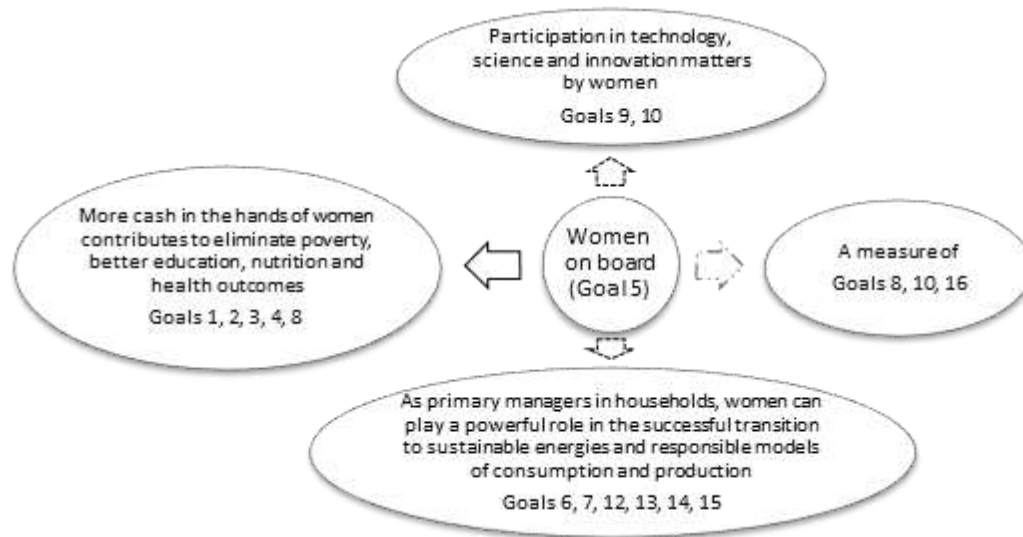 Participation in technology,
science and innovation matters
by women
Goals 9, 10
More cash in the hands of women
contributes to eliminate poverty,
better education, nutrition and
health outcomes
Goals 1, 2, 3, 4, 8
Women
on board
(Goal 5)
A measure of
Goals 8, 10, 16
As primary managers in households, women can
play a powerful role in the successful transition
to sustainable energies and responsible models
of consumption and production
Goals 6, 7, 12, 13, 14, 15